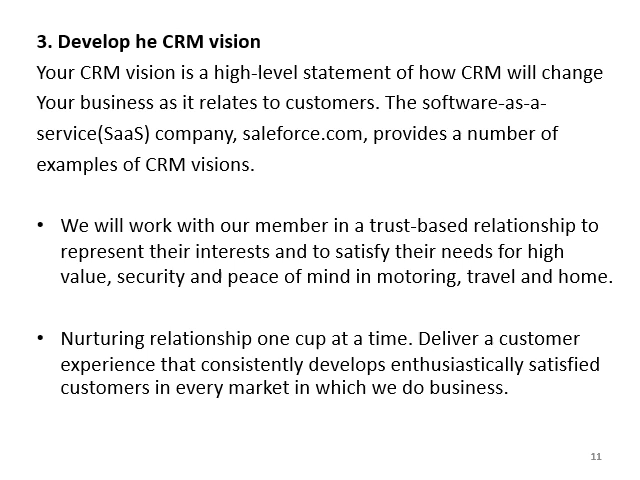 3. Develop he CRM vision
Your CRM vision is a high-level statement of how CRM will change
Your business as it relates to customers. The software-as-a-
service(SaaS) company, saleforce.com, provides a number of
examples of CRM visions.
• We will work with our member in a trust-based relationship to
represent their interests and to satisfy their needs for high
value, security and peace of mind in motoring, travel and home.
• Nurturing relationship one cup at a time. Deliver a customer
experience that consistently develops enthusiastically satisfied
customers in every market in which we do business.
11